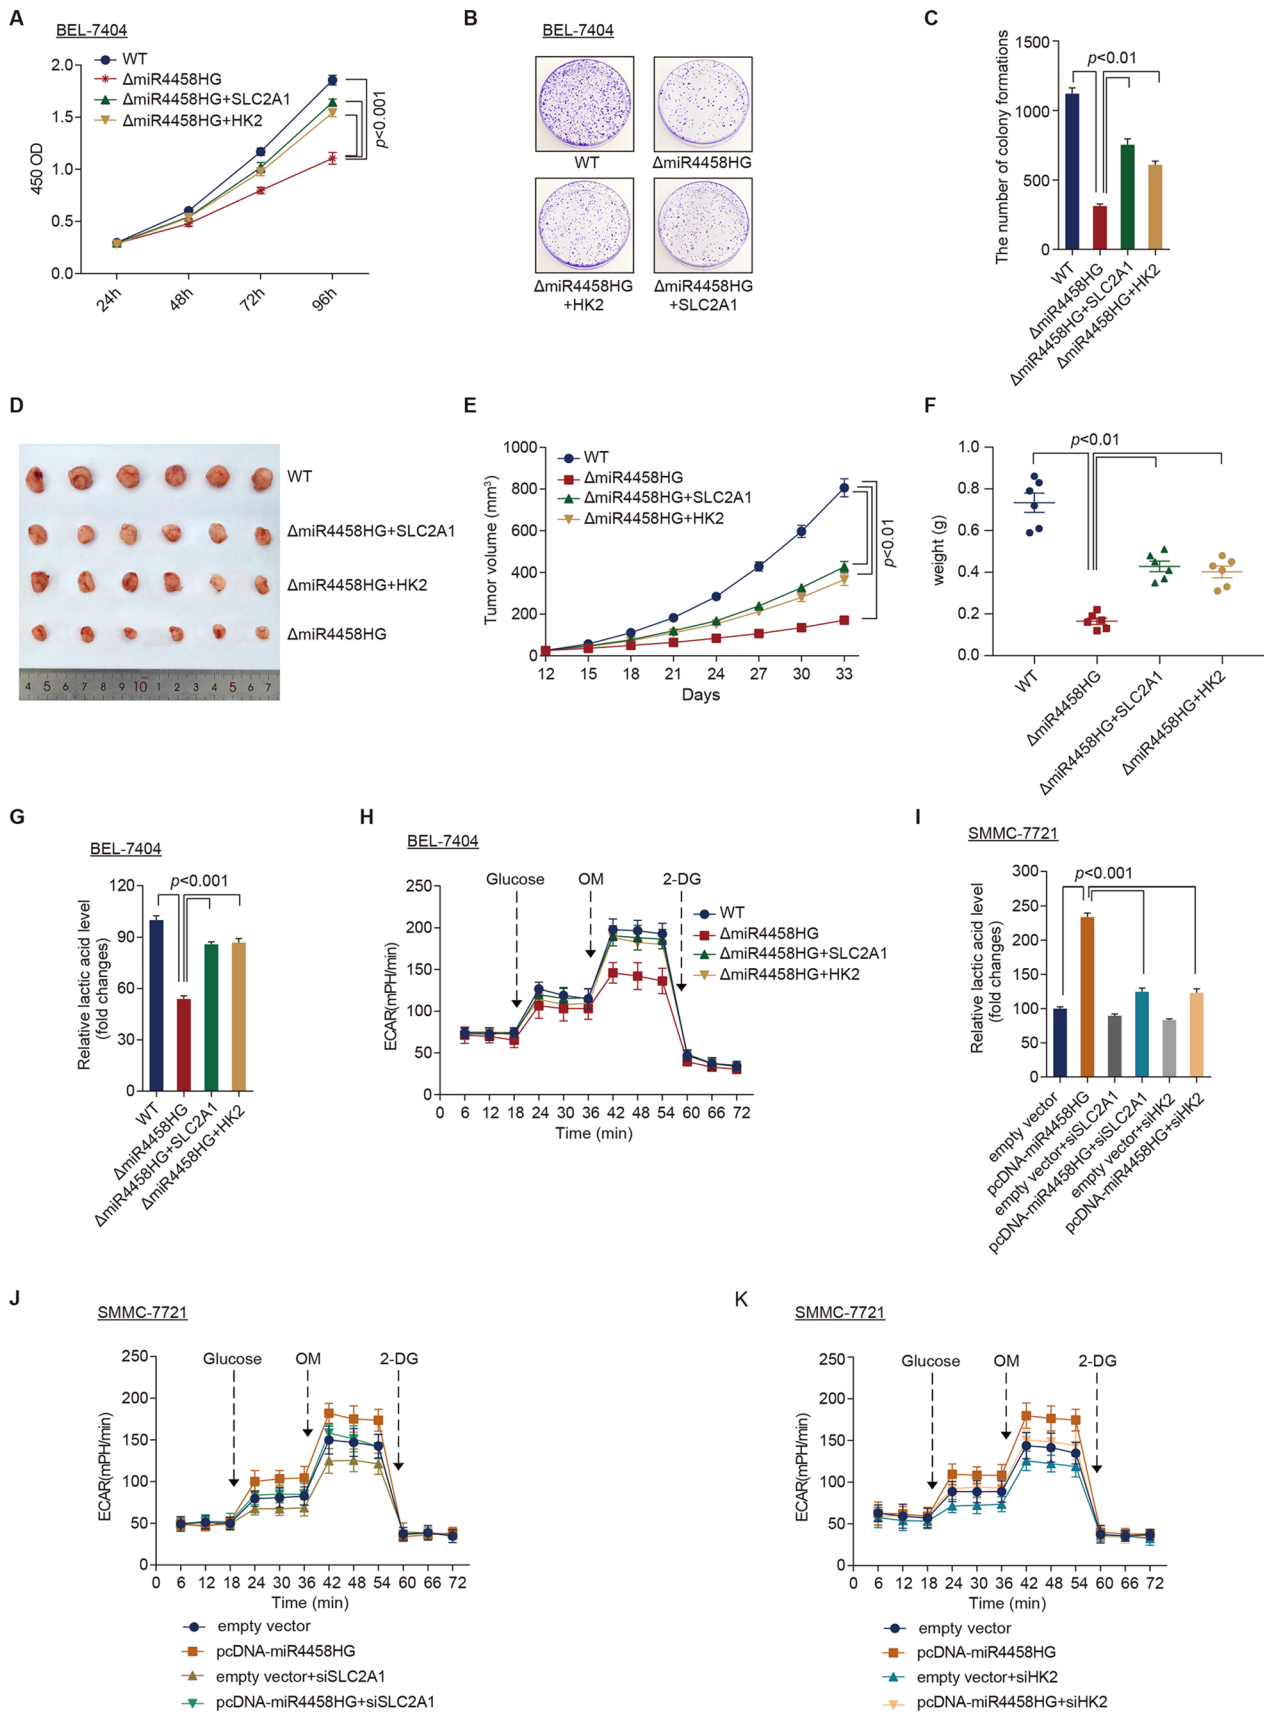 A
BEL-7404
WT
ΔmiR4458HG
ΔmiR4458HG+SLC2A1
ΔmiR4458HG+HK2
2.0
1.5
1.0
0.5
0.0
450 OD
p<0.001
24h
48h
72h
96h
B
BEL-7404
WT
ΔmiR4458HG
ΔmiR4458HG
+HK2
ΔmiR4458HG
+SLC2A1
C
The number of colony formations
1500
1000
500
0
p<0.01
WT
ΔmiR4458HG
ΔmiR4458HG+SLC2A1
ΔmiR4458HG+HK2
D
WT
ΔmiR4458HG+SLC2A1
ΔmiR4458HG+HK2
ΔmiR4458HG
4 5 6 7 8 9 10 1 2 3 4 5 6 7
E
Tumor volume (mm³)
1000
800
600
400
200
0
WT
ΔmiR4458HG
ΔmiR4458HG+SLC2A1
ΔmiR4458HG+HK2
p<0.01
12 15 18 21 24 27 30 33
Days
F
weight (g)
1.0
0.8
0.6
0.4
0.2
0.0
p<0.01
WT
ΔmiR4458HG
ΔmiR4458HG+SLC2A1
ΔmiR4458HG+HK2
G
BEL-7404
Relative lactic acid level
(fold changes)
120
90
60
30
0
p<0.001
WT
ΔmiR4458HG
ΔmiR4458HG+SLC2A1
ΔmiR4458HG+HK2
H
BEL-7404
ECAR(mPH/min)
250
200
150
100
50
0
Glucose OM 2-DG
WT
ΔmiR4458HG
ΔmiR4458HG+SLC2A1
ΔmiR4458HG+HK2
0 6 12 18 24 30 36 42 48 54 60 66 72
Time (min)
I
SMMC-7721
Relative lactic acid level
(fold changes)
300
250
200
150
100
50
0
p<0.001
empty vector
pcDNA-miR4458HG
empty vector+siSLC2A1
pcDNA-miR4458HG+siSLC2A1
empty vector+siHK2
pcDNA-miR4458HG+siHK2
J
SMMC-7721
ECAR(mPH/min)
250
200
150
100
50
0
Glucose OM 2-DG
0 6 12 18 24 30 36 42 48 54 60 66 72
Time (min)
empty vector
pcDNA-miR4458HG
empty vector+siSLC2A1
pcDNA-miR4458HG+siSLC2A1
K
SMMC-7721
ECAR(mPH/min)
250
200
150
100
50
0
Glucose OM 2-DG
0 6 12 18 24 30 36 42 48 54 60 66 72
Time (min)
empty vector
pcDNA-miR4458HG
empty vector+siHK2
pcDNA-miR4458HG+siHK2